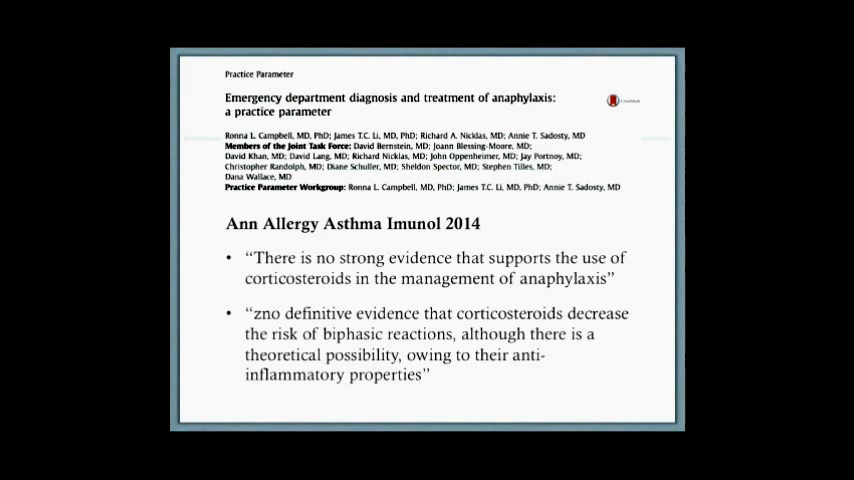 Practice Parameter
Emergency department diagnosis and treatment of anaphylaxis:
a practice parameter
CrossMark
Ronna L. Campbell, MD, PhD; James T.C. Li, MD, PhD; Richard A. Nicklas, MD; Annie T. Sadosty, MD
Members of the Joint Task Force: David Bernstein, MD; Joann Blessing-Moore, MD;
David Khan, MD; David Lang, MD; Richard Nicklas, MD; John Oppenheimer, MD; Jay Portnoy, MD;
Christopher Randolph, MD; Diane Schuller, MD; Sheldon Spector, MD; Stephen Tilles, MD;
Dana Wallace, MD
Practice Parameter Workgroup: Ronna L. Campbell, MD, PhD; James T.C. Li, MD, PhD; Annie T. Sadosty, MD
Ann Allergy Asthma Imunol 2014
• “There is no strong evidence that supports the use of
corticosteroids in the management of anaphylaxis”
• “zno definitive evidence that corticosteroids decrease
the risk of biphasic reactions, although there is a
theoretical possibility, owing to their anti-
inflammatory properties”